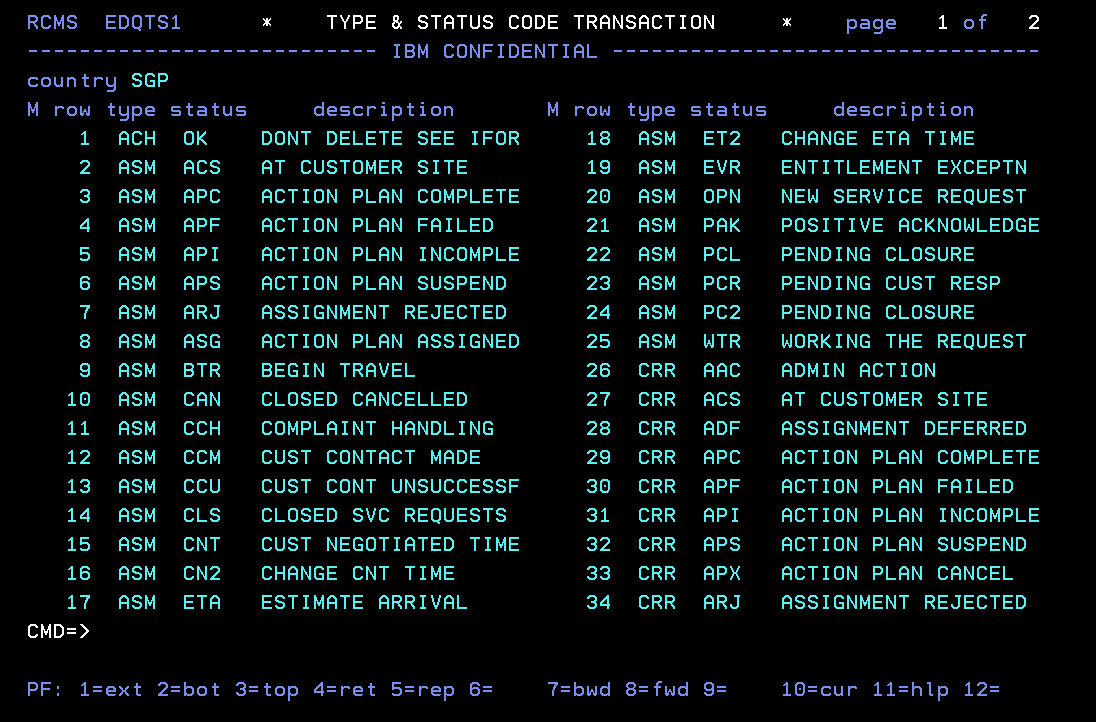 RCMS  EDQTS1      *    TYPE & STATUS CODE TRANSACTION     *    page   1 of   2
--------------------------- IBM CONFIDENTIAL ---------------------------------
country SGP
M row type status     description       M row type status     description
    1  ACH  OK    DONT DELETE SEE IFOR     18  ASM  ET2   CHANGE ETA TIME
    2  ASM  ACS   AT CUSTOMER SITE         19  ASM  EVR   ENTITLEMENT EXCEPTN
    3  ASM  APC   ACTION PLAN COMPLETE     20  ASM  OPN   NEW SERVICE REQUEST
    4  ASM  APF   ACTION PLAN FAILED       21  ASM  PAK   POSITIVE ACKNOWLEDGE
    5  ASM  API   ACTION PLAN INCOMPLE     22  ASM  PCL   PENDING CLOSURE
    6  ASM  APS   ACTION PLAN SUSPEND      23  ASM  PCR   PENDING CUST RESP
    7  ASM  ARJ   ASSIGNMENT REJECTED      24  ASM  PC2   PENDING CLOSURE
    8  ASM  ASG   ACTION PLAN ASSIGNED     25  ASM  WTR   WORKING THE REQUEST
    9  ASM  BTR   BEGIN TRAVEL             26  CRR  AAC   ADMIN ACTION
   10  ASM  CAN   CLOSED CANCELLED         27  CRR  ACS   AT CUSTOMER SITE
   11  ASM  CCH   COMPLAINT HANDLING       28  CRR  ADF   ASSIGNMENT DEFERRED
   12  ASM  CCM   CUST CONTACT MADE        29  CRR  APC   ACTION PLAN COMPLETE
   13  ASM  CCU   CUST CONT UNSUCCESSF     30  CRR  APF   ACTION PLAN FAILED
   14  ASM  CLS   CLOSED SVC REQUESTS      31  CRR  API   ACTION PLAN INCOMPLE
   15  ASM  CNT   CUST NEGOTIATED TIME     32  CRR  APS   ACTION PLAN SUSPEND
   16  ASM  CN2   CHANGE CNT TIME          33  CRR  APX   ACTION PLAN CANCEL
   17  ASM  ETA   ESTIMATE ARRIVAL         34  CRR  ARJ   ASSIGNMENT REJECTED
CMD=>
PF: 1=ext 2=bot 3=top 4=ret 5=rep 6=    7=bwd 8=fwd 9=    10=cur 11=hlp 12=